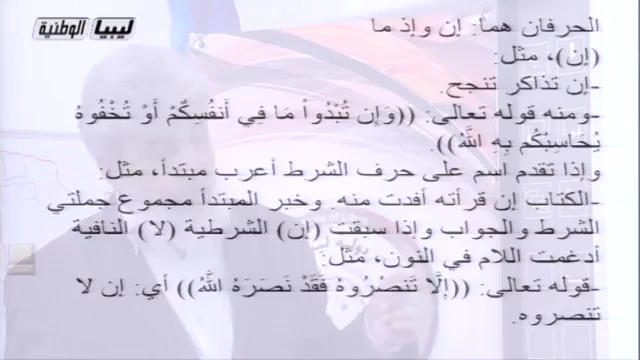 ليبيا الوطنية
الحرفان هما: إن وإذ ما
(إن)، مثل:
-إن تذاكر تنجح.
-ومنه قوله تعالى: ((وَإِن تُبْدُواْ مَا فِي أَنفُسِكُمْ أَوْ تُخْفُوهُ
يُحَاسِبْكُم بِهِ اللَّهُ)).
وإذا تقدم اسم على حرف الشرط أعرب مبتدأ، مثل:
-الكتاب إن قرأته أفدت منه. وخبر المبتدأ مجموع جملتي
الشرط والجواب وإذا سبقت (إن) الشرطية (لا) النافية
أدغمت اللام في النون، مثل:
-قوله تعالى: ((إِلَّا تَنصُرُوهُ فَقَدْ نَصَرَهُ اللَّهُ)) أي: إن لا
تنصروه.